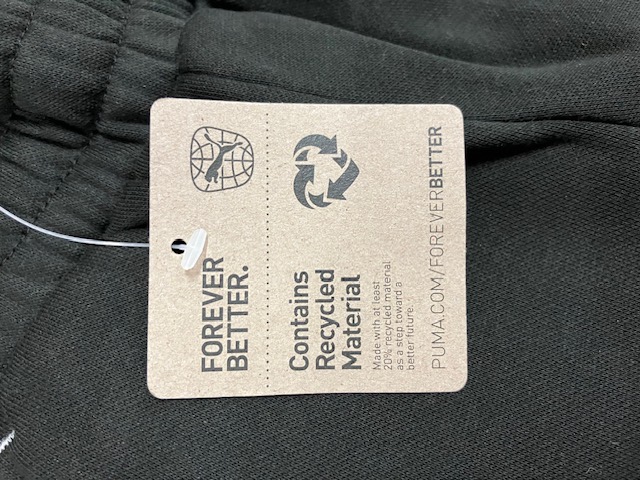 FOREVER
BETTER.
Contains
Recycled
Material
Made with at least
20% recycled material
as a step toward a
better future.
PUMA.COM/FOREVERBETTER